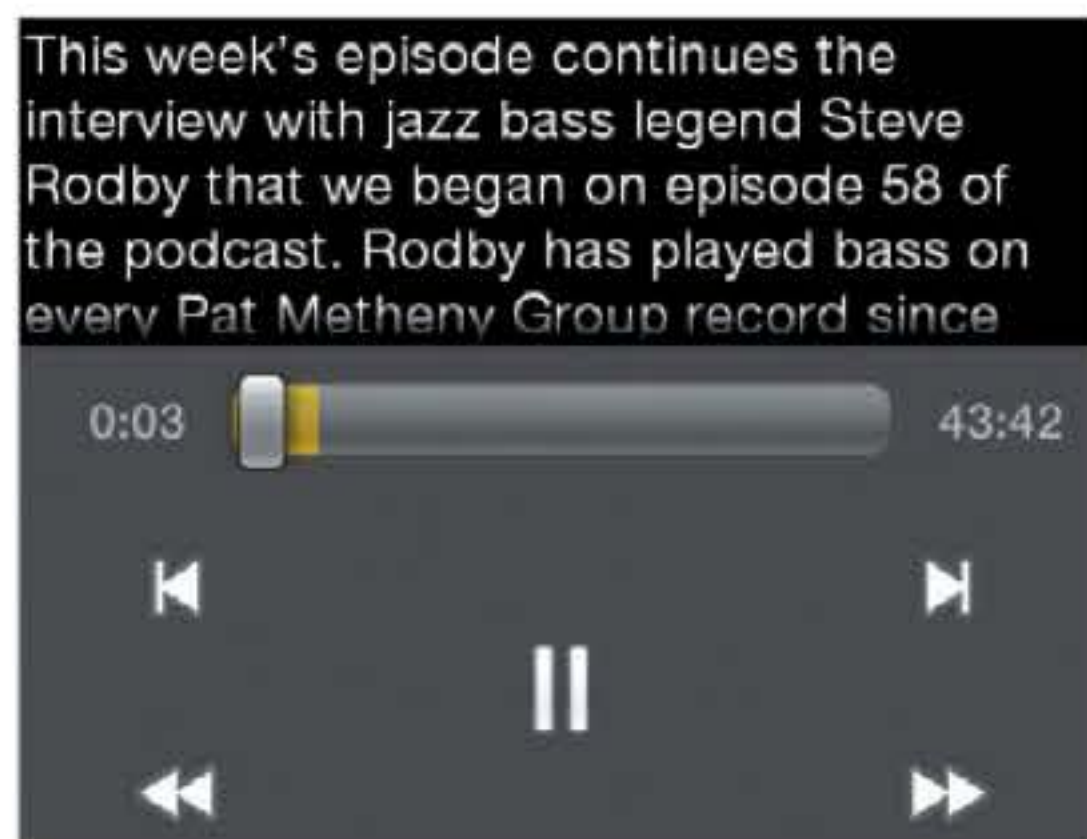 This week's episode continues the
interview with jazz bass legend Steve
Rodby that we began on episode 58 of
the podcast. Rodby has played bass on
every Pat Metheny Group record since
0:03 43:42